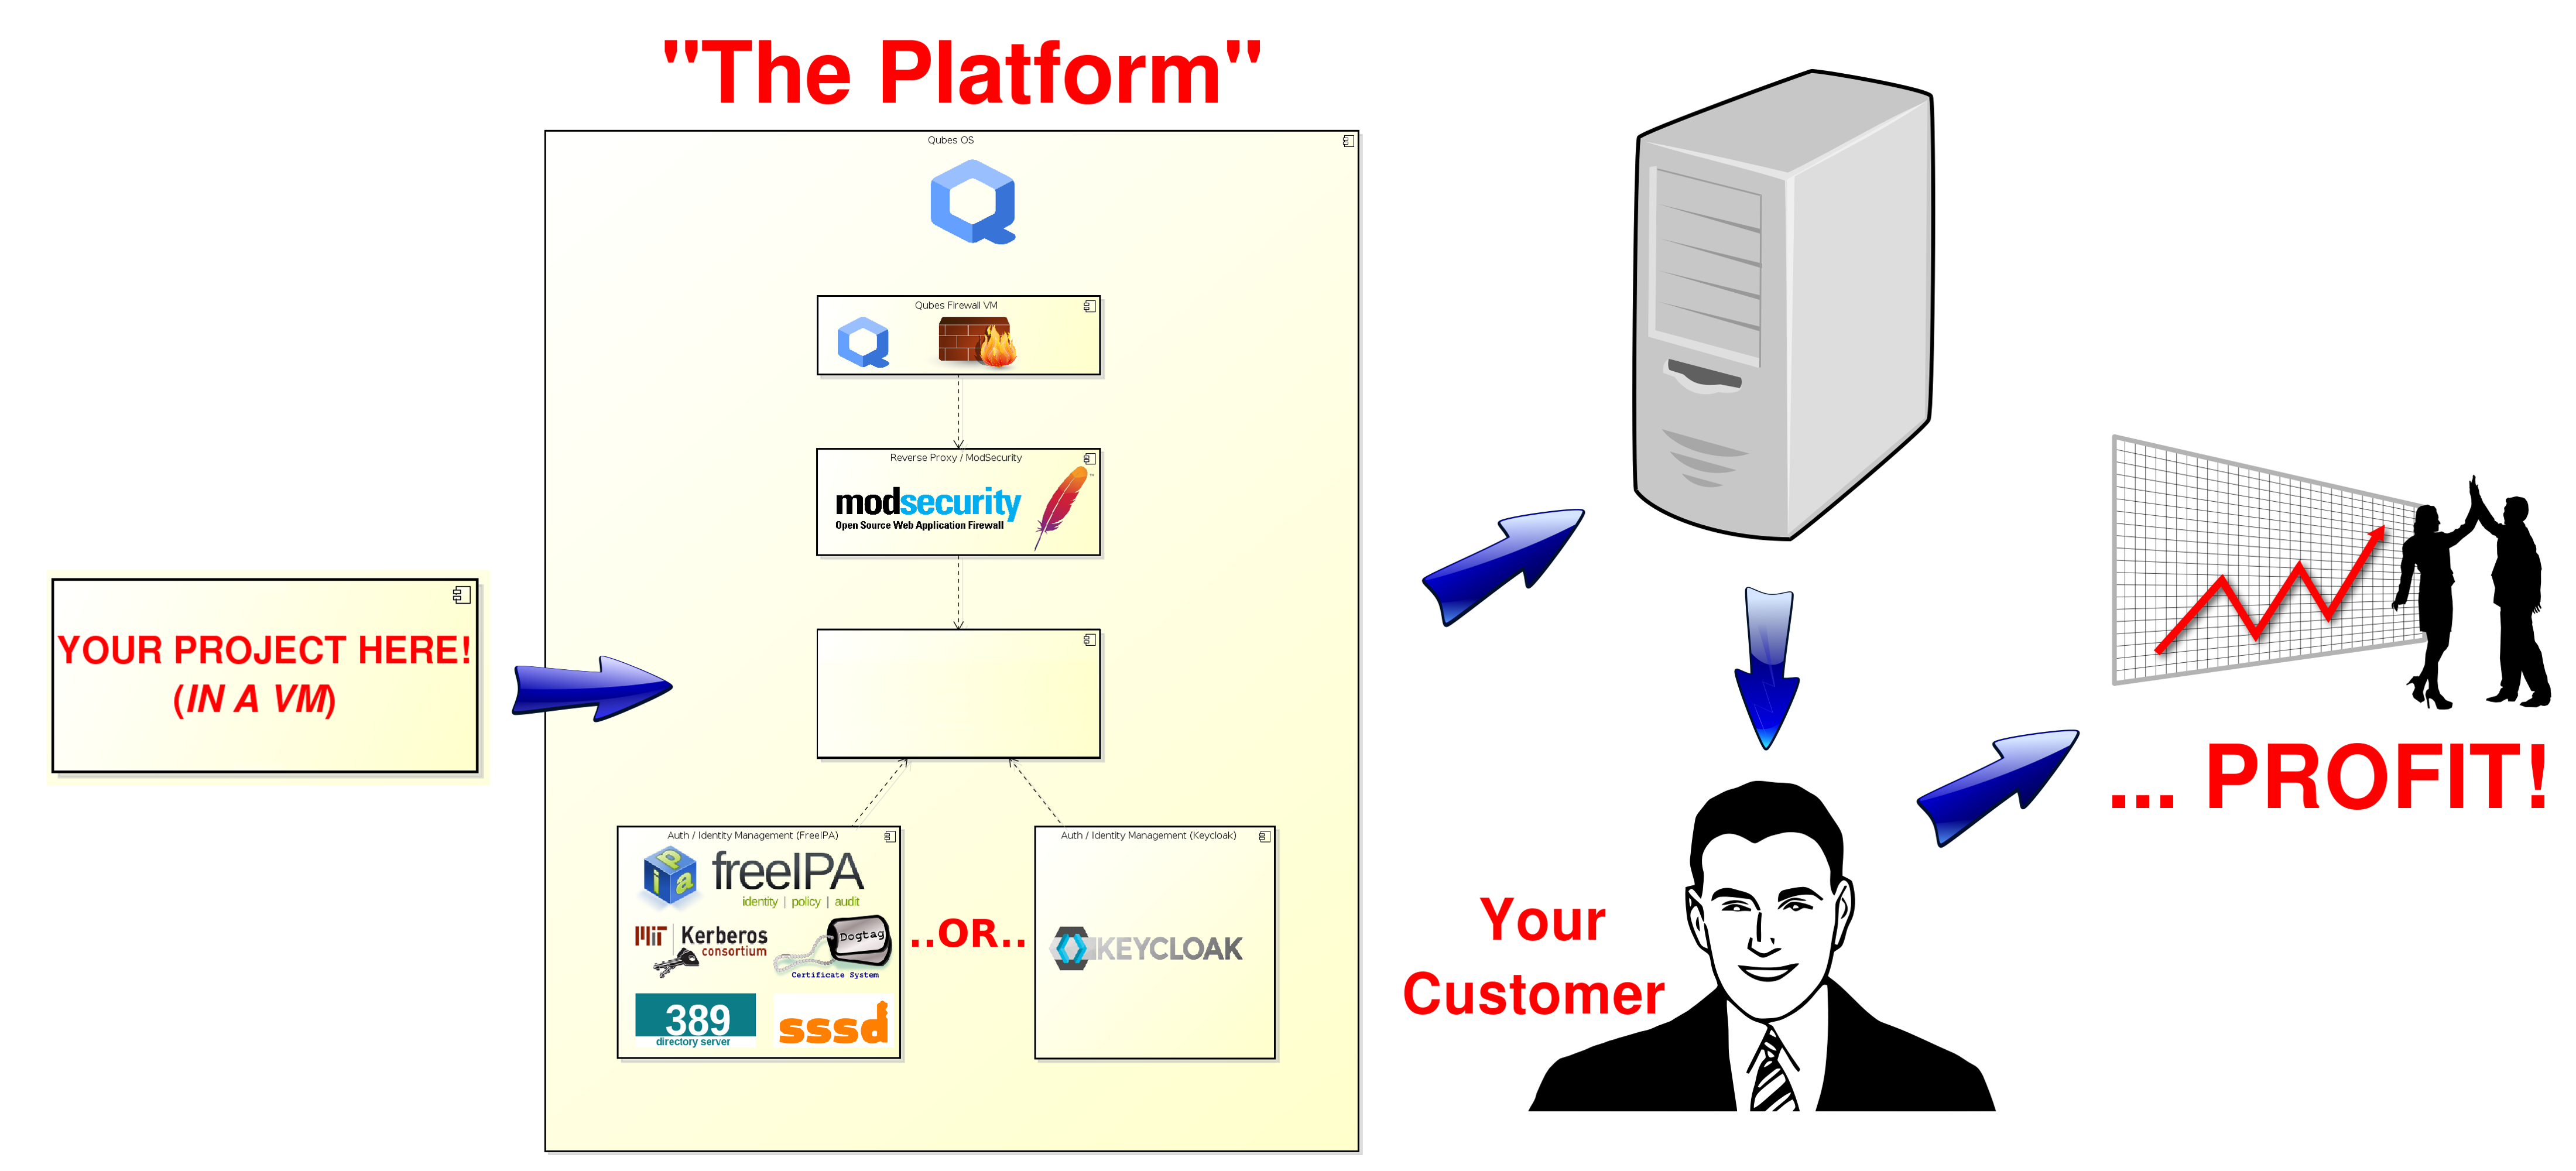 "The Platform"
Qubes OS
Qubes Firewall VM
Reverse Proxy / ModSecurity
modsecurity
Open Source Web Application Firewall
YOUR PROJECT HERE!
(IN A VM)
Auth / Identity Management (FreeIPA)
ipa
freeIPA
identity | policy | audit
MIT Kerberos
consortium
Dogtag
Certificate System
389
directory server
sssd
..OR..
Auth / Identity Management (Keycloak)
KEYCLOAK
Your
Customer
... PROFIT!